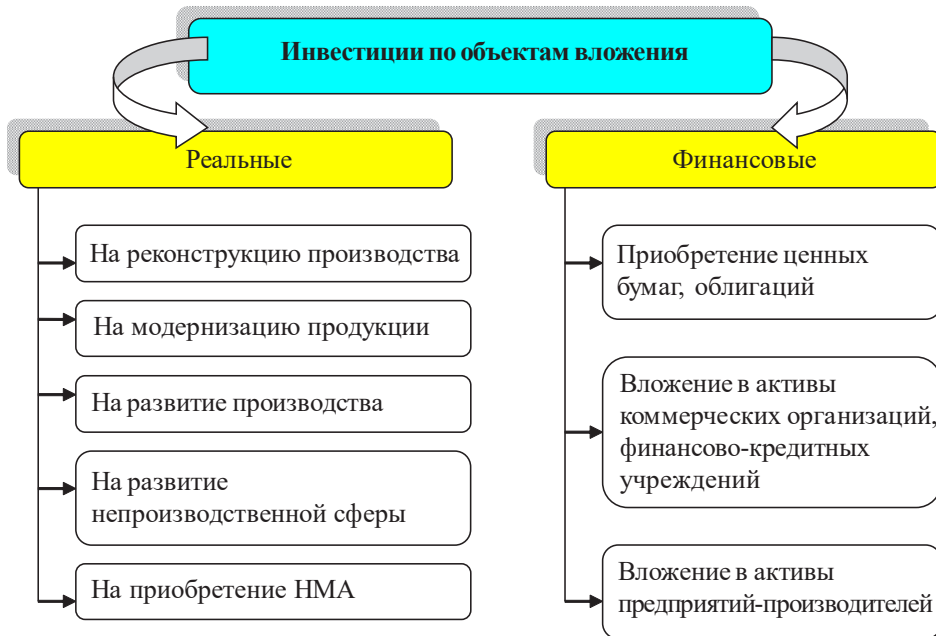 Инвестиции по объектам вложения
Реальные
На реконструкцию производства
На модернизацию продукции
На развитие производства
На развитие
непроизводственной сферы
На приобретение НМА
Финансовые
Приобретение ценных
бумаг, облигаций
Вложение в активы
коммерческих организаций,
финансово-кредитных
учреждений
Вложение в активы
предприятий-производителей